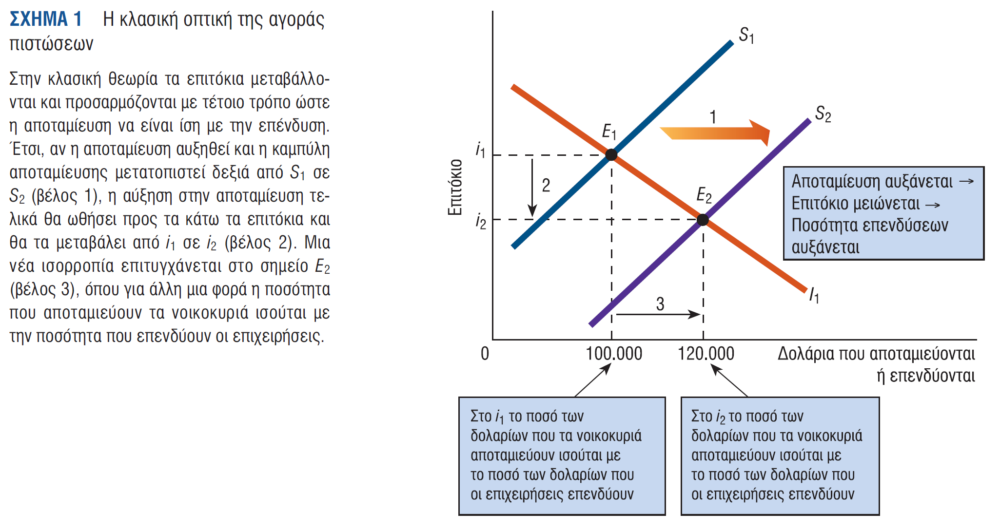 ΣΧΗΜΑ 1 Η κλασική οπτική της αγοράς
πιστώσεων
Στην κλασική θεωρία τα επιτόκια μεταβάλλο-
νται και προσαρμόζονται με τέτοιο τρόπο ώστε
η αποταμίευση να είναι ίση με την επένδυση.
Έτσι, αν η αποταμίευση αυξηθεί και η καμπύλη
αποταμίευσης μετατοπιστεί δεξιά από S1 σε
S2 (βέλος 1), η αύξηση στην αποταμίευση τε-
λικά θα ωθήσει προς τα κάτω τα επιτόκια και
θα τα μεταβάλει από i1 σε i2 (βέλος 2). Μια
νέα ισορροπία επιτυγχάνεται στο σημείο E2
(βέλος 3), όπου για άλλη μια φορά η ποσότητα
που αποταμιεύουν τα νοικοκυριά ισούται με
την ποσότητα που επενδύουν οι επιχειρήσεις.
S1
S2
1
E1
i1
2
E2
i2
Επιτόκιο
Αποταμίευση αυξάνεται →
Επιτόκιο μειώνεται →
Ποσότητα επενδύσεων
αυξάνεται
I1
3
0
100.000
120.000
Δολάρια που αποταμιεύονται
ή επενδύονται
Στο i1 το ποσό των
δολαρίων που τα νοικοκυριά
αποταμιεύουν ισούται με
το ποσό των δολαρίων που
οι επιχειρήσεις επενδύουν
Στο i2 το ποσό των
δολαρίων που τα νοικοκυριά
αποταμιεύουν ισούται με
το ποσό των δολαρίων που
οι επιχειρήσεις επενδύουν